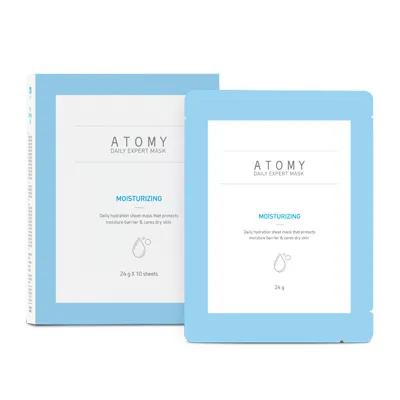 ATOMY
DAILY EXPERT MASK
MOISTURIZING
Daily hydration sheet mask that protects
moisture barrier & cares dry skin
24 g X 10 sheets
ATOMY
DAILY EXPERT MASK
MOISTURIZING
Daily hydration sheet mask that protects
moisture barrier & cares dry skin
24 g